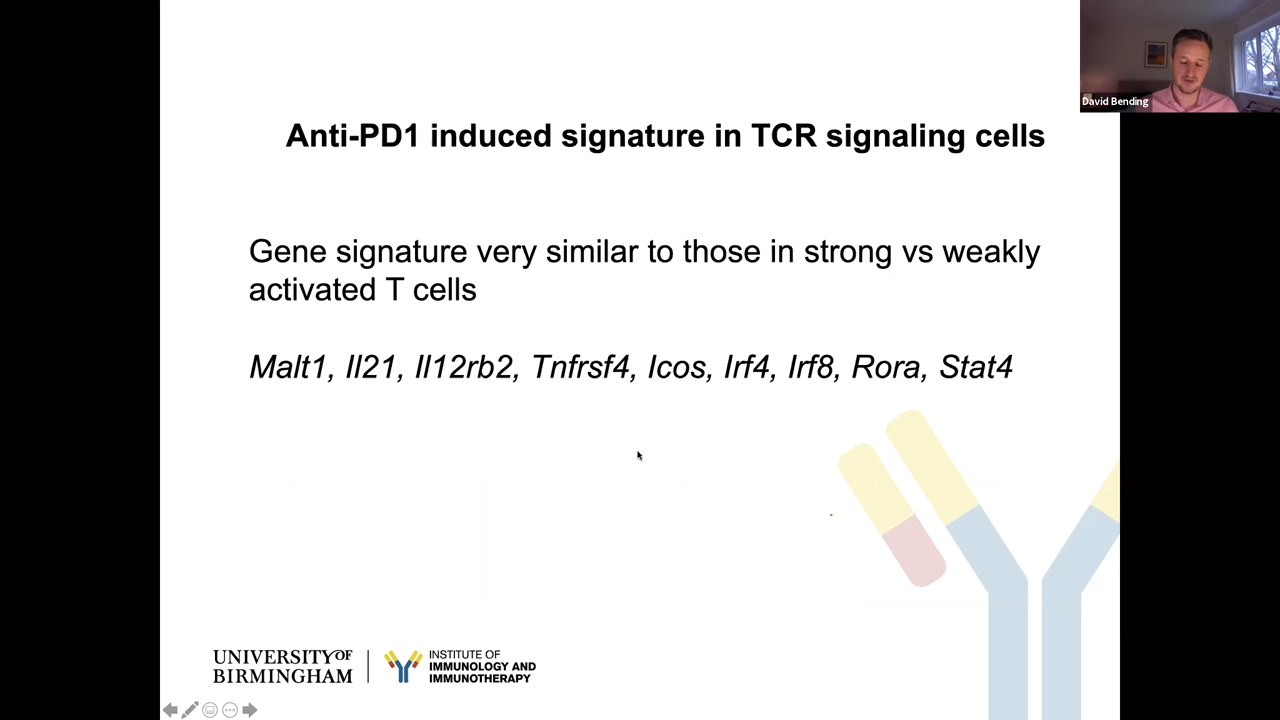 David Bending
Anti-PD1 induced signature in TCR signaling cells
Gene signature very similar to those in strong vs weakly
activated T cells
Malt1, Il21, Il12rb2, Tnfrsf4, Icos, Irf4, Irf8, Rora, Stat4
UNIVERSITY OF
BIRMINGHAM
INSTITUTE OF
IMMUNOLOGY AND
IMMUNOTHERAPY